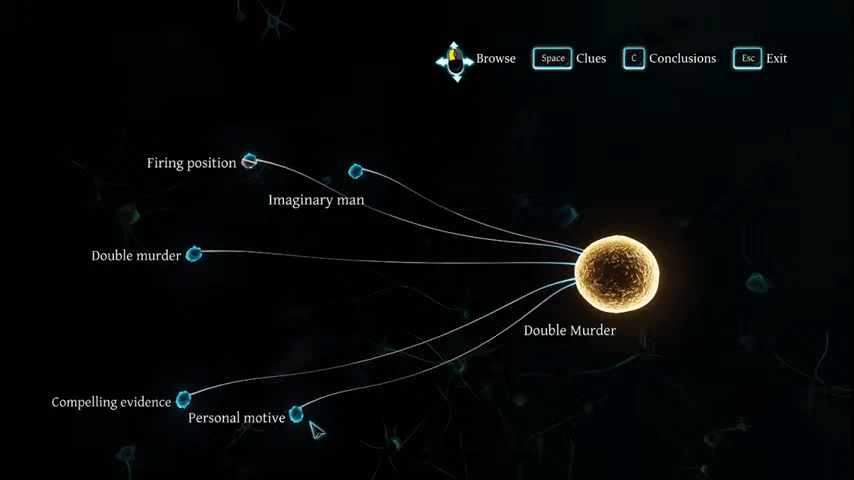 Browse Space Clues C Conclusions Esc Exit
Firing position
Imaginary man
Double murder
Double Murder
Compelling evidence
Personal motive